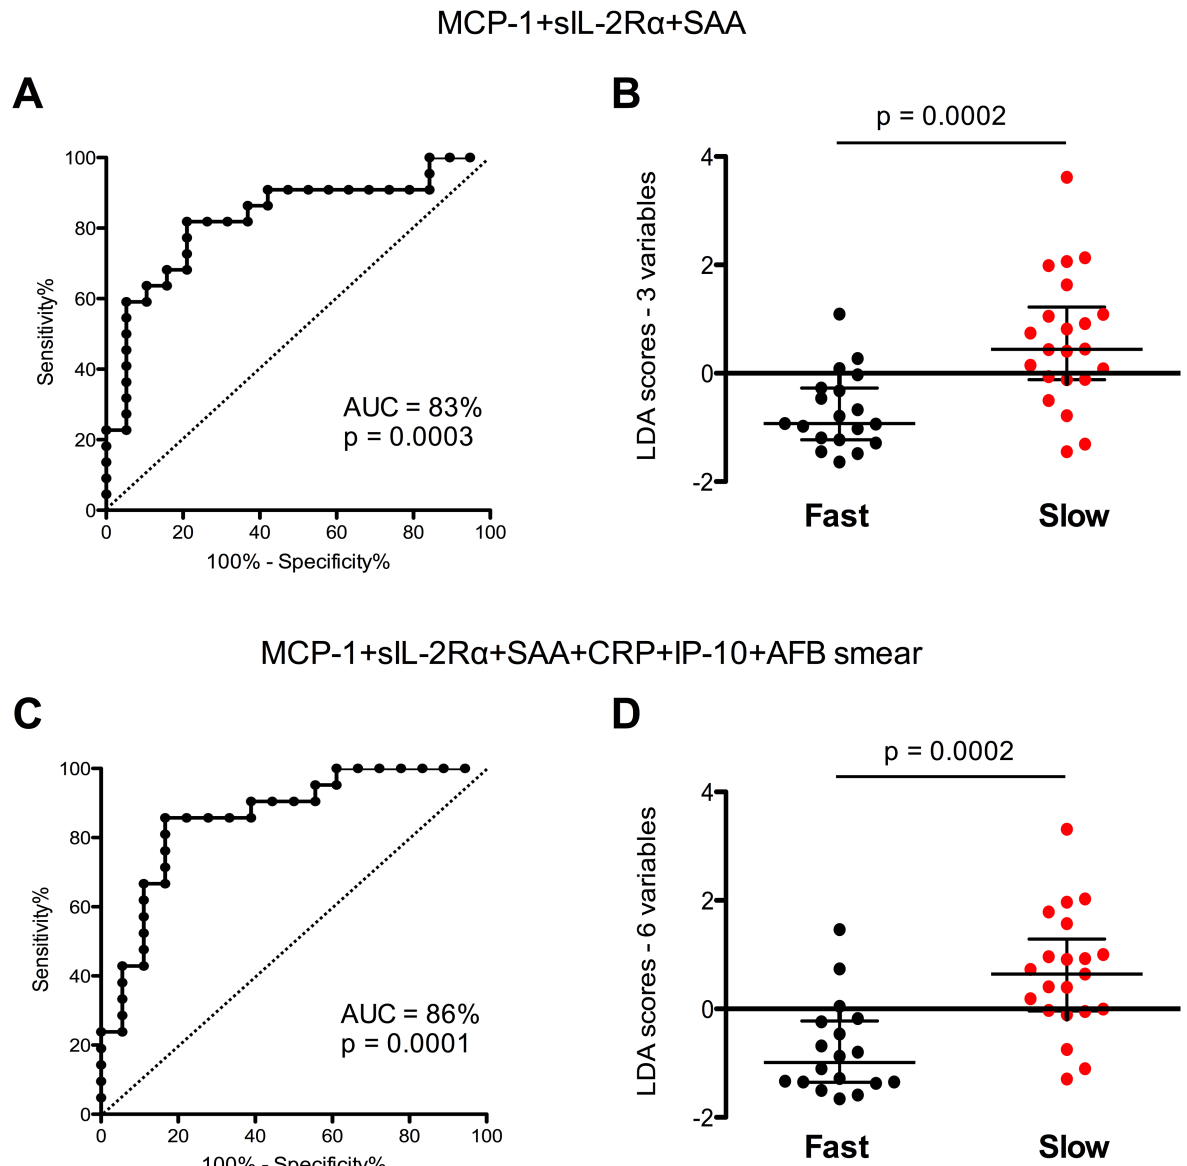 MCP-1+sIL-2Rα+SAA
A
100
80
60
40
20
0
0 20 40 60 80 100
Sensitivity%
100% - Specificity%
AUC = 83%
p = 0.0003
B
p = 0.0002
4
2
0
-2
LDA scores - 3 variables
Fast Slow
MCP-1+sIL-2Rα+SAA+CRP+IP-10+AFB smear
C
100
80
60
40
20
0
0 20 40 60 80 100
Sensitivity%
100% - Specificity%
AUC = 86%
p = 0.0001
D
p = 0.0002
4
2
0
-2
LDA scores - 6 variables
Fast Slow